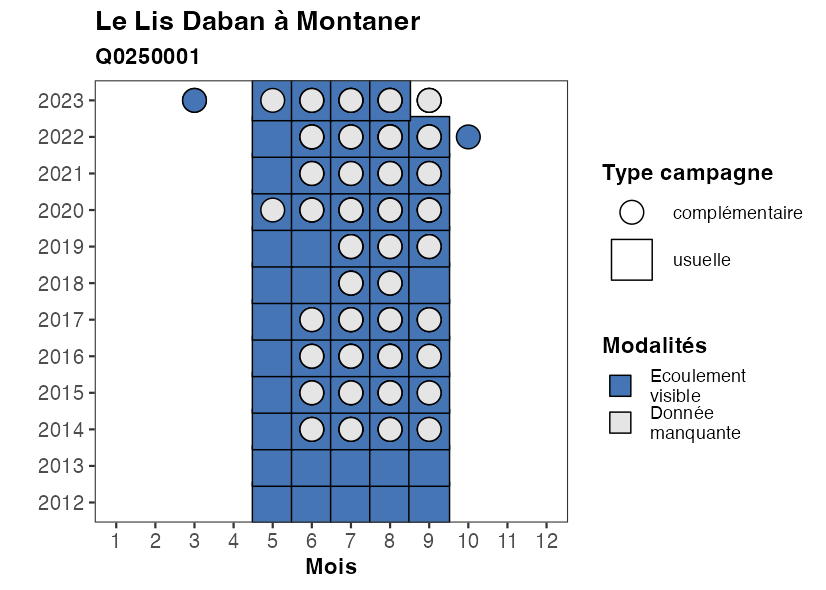 Le Lis Daban à Montaner
Q0250001
2023
2022
2021
2020
2019
2018
2017
2016
2015
2014
2013
2012
1 2 3 4 5 6 7 8 9 10 11 12
Mois
Type campagne
complémentaire
usuelle
Modalités
Ecoulement
visible
Donnée
manquante